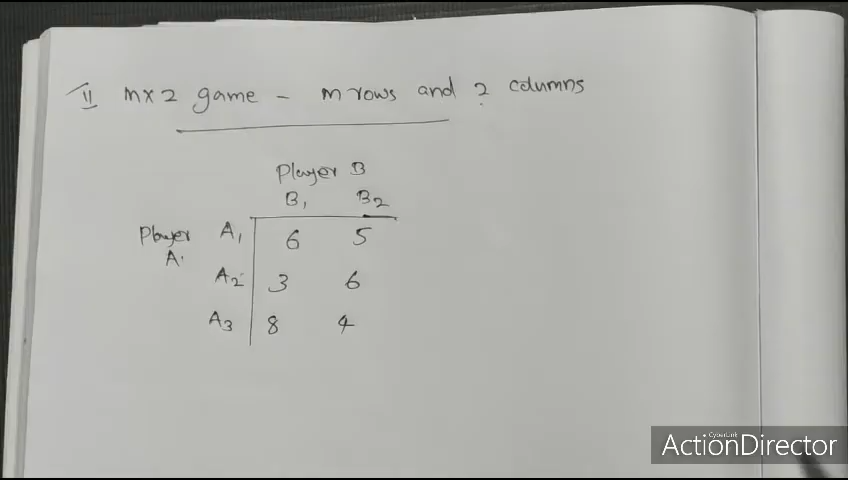 II mx2 game - m rows and 2 columns
Player B
B1 B2
Player A1 6 5
A.
A2 3 6
A3 8 4
CyberLink
ActionDirector